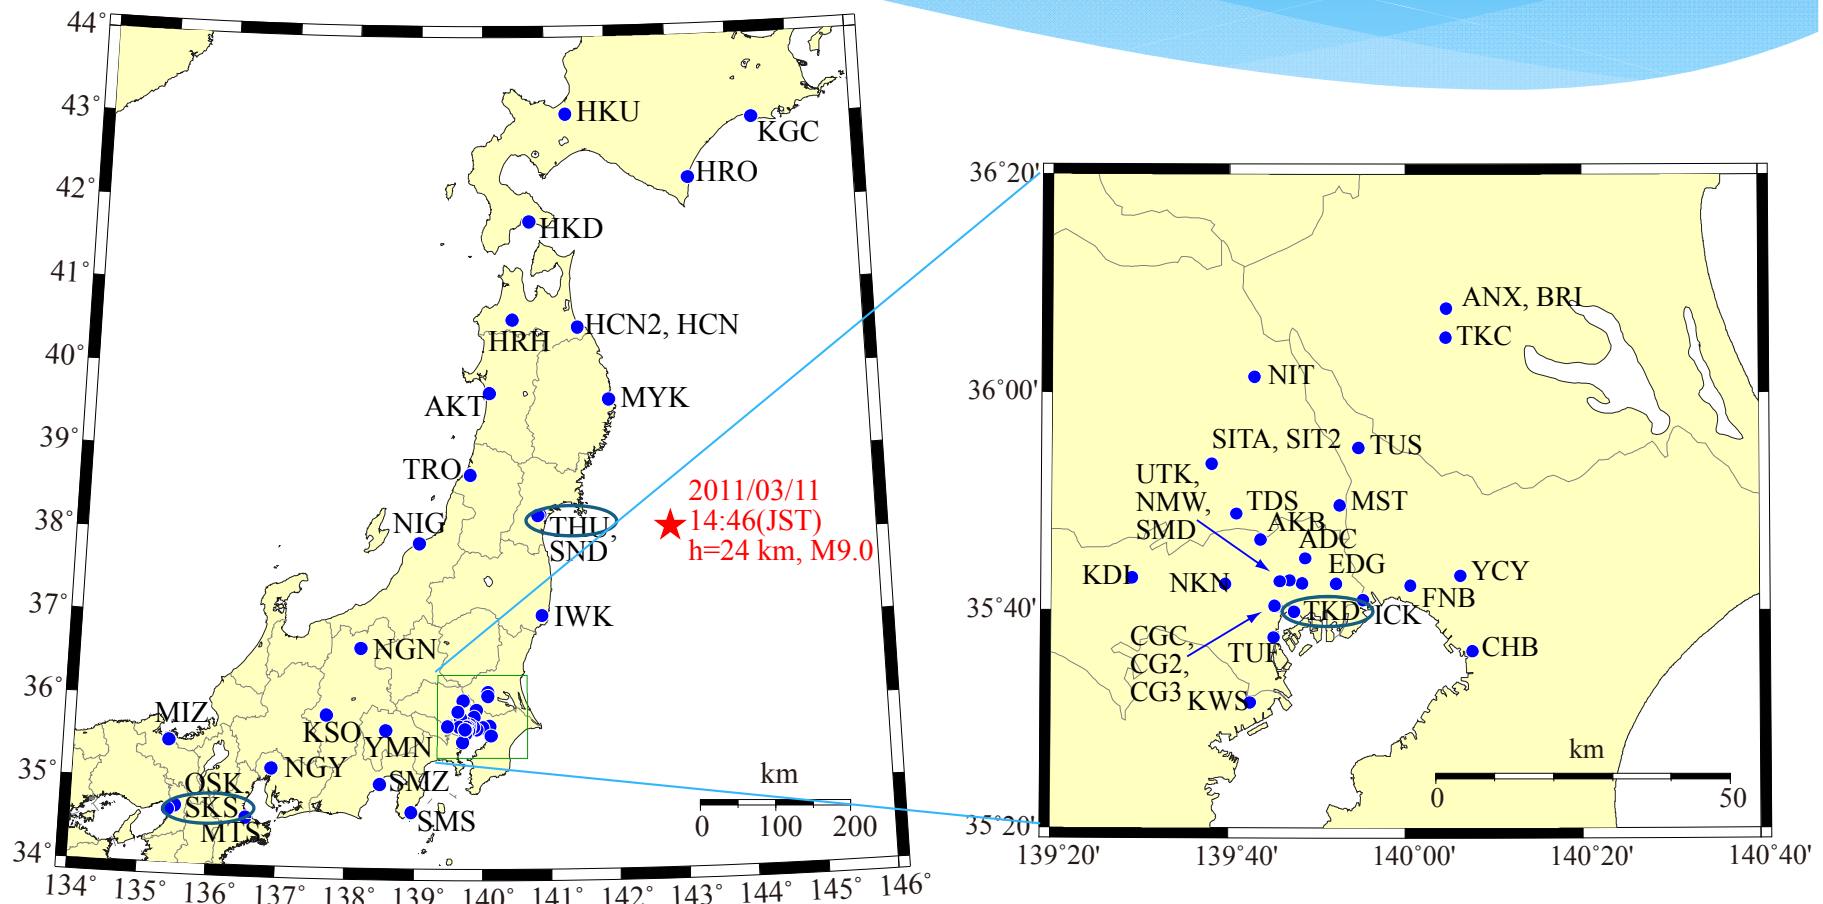 44°
43°
42°
41°
40°
39°
38°
37°
36°
35°
34°
134°
135°
136°
137°
138°
139°
140°
141°
142°
143°
144°
145°
146°
HKU
KGC
HRO
HKD
HRH
HCN2, HCN
AKT
MYK
TRO
NIG
THU,
SND
2011/03/11
14:46(JST)
h=24 km, M9.0
IWK
NGN
MIZ
KSO
YMN
NGY
OSK,
SKS
MTS
SMZ
SMS
km
0
100
200
36°20'
36°00'
35°40'
35°20'
139°20'
139°40'
140°00'
140°20'
140°40'
ANX, BRI
TKC
NIT
SITA, SIT2
TUS
UTK,
NMW,
SMD
TDS
MST
AKB
ADC
EDG
KDI
NKN
YCY
FNB
TKD
ICK
CGC,
CG2,
CG3
TUF
CHB
KWS
km
0
50